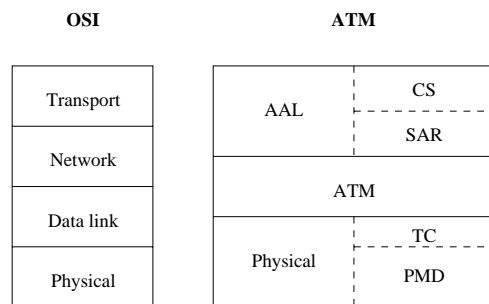 OSI
ATM
Transport
Network
Data link
Physical
AAL
CS
SAR
ATM
Physical
TC
PMD